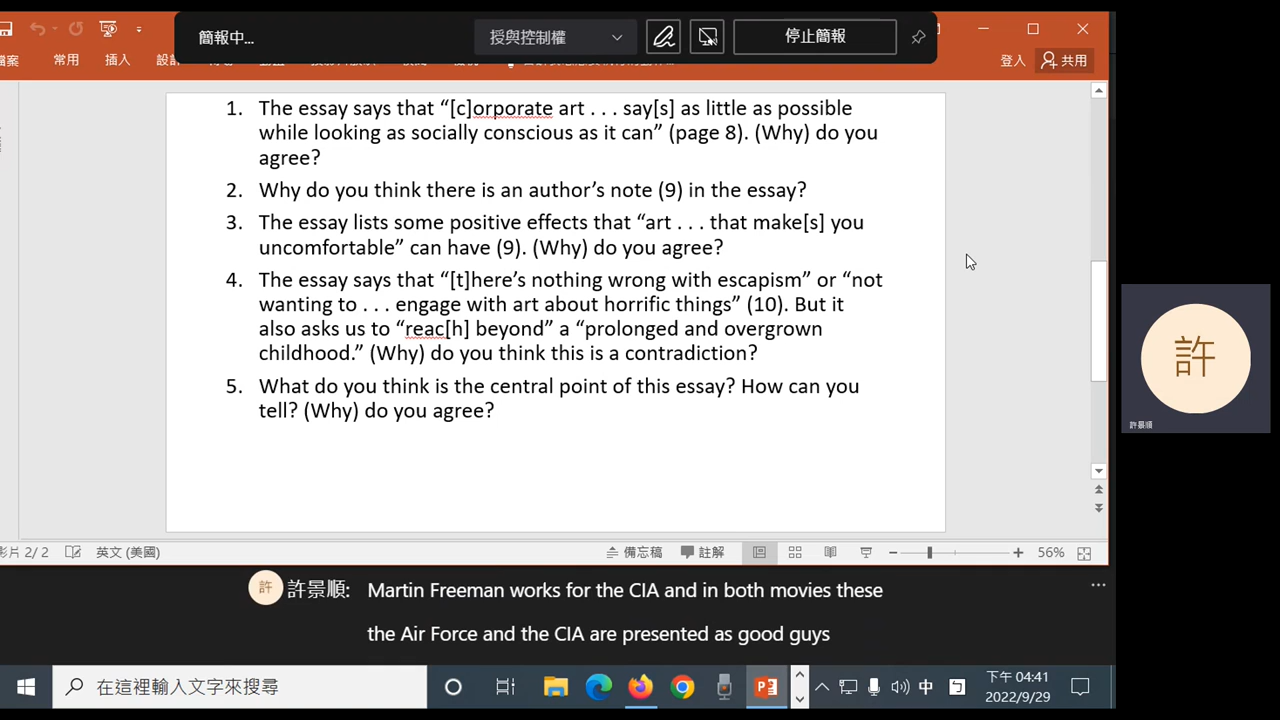 簡報中...
授與控制權
停止簡報
檔案
常用
插入
登入
共用
1. The essay says that “[c]orporate art . . . say[s] as little as possible
while looking as socially conscious as it can” (page 8). (Why) do you
agree?
2. Why do you think there is an author’s note (9) in the essay?
3. The essay lists some positive effects that “art . . . that make[s] you
uncomfortable” can have (9). (Why) do you agree?
4. The essay says that “[t]here’s nothing wrong with escapism” or “not
wanting to . . . engage with art about horrific things” (10). But it
also asks us to “reac[h] beyond” a “prolonged and overgrown
childhood.” (Why) do you think this is a contradiction?
5. What do you think is the central point of this essay? How can you
tell? (Why) do you agree?
許
許景順
影片 2/ 2
英文 (美國)
備忘稿
註解
56%
許
許景順:
Martin Freeman works for the CIA and in both movies these
the Air Force and the CIA are presented as good guys
在這裡輸入文字來搜尋
中
下午 04:41
2022/9/29